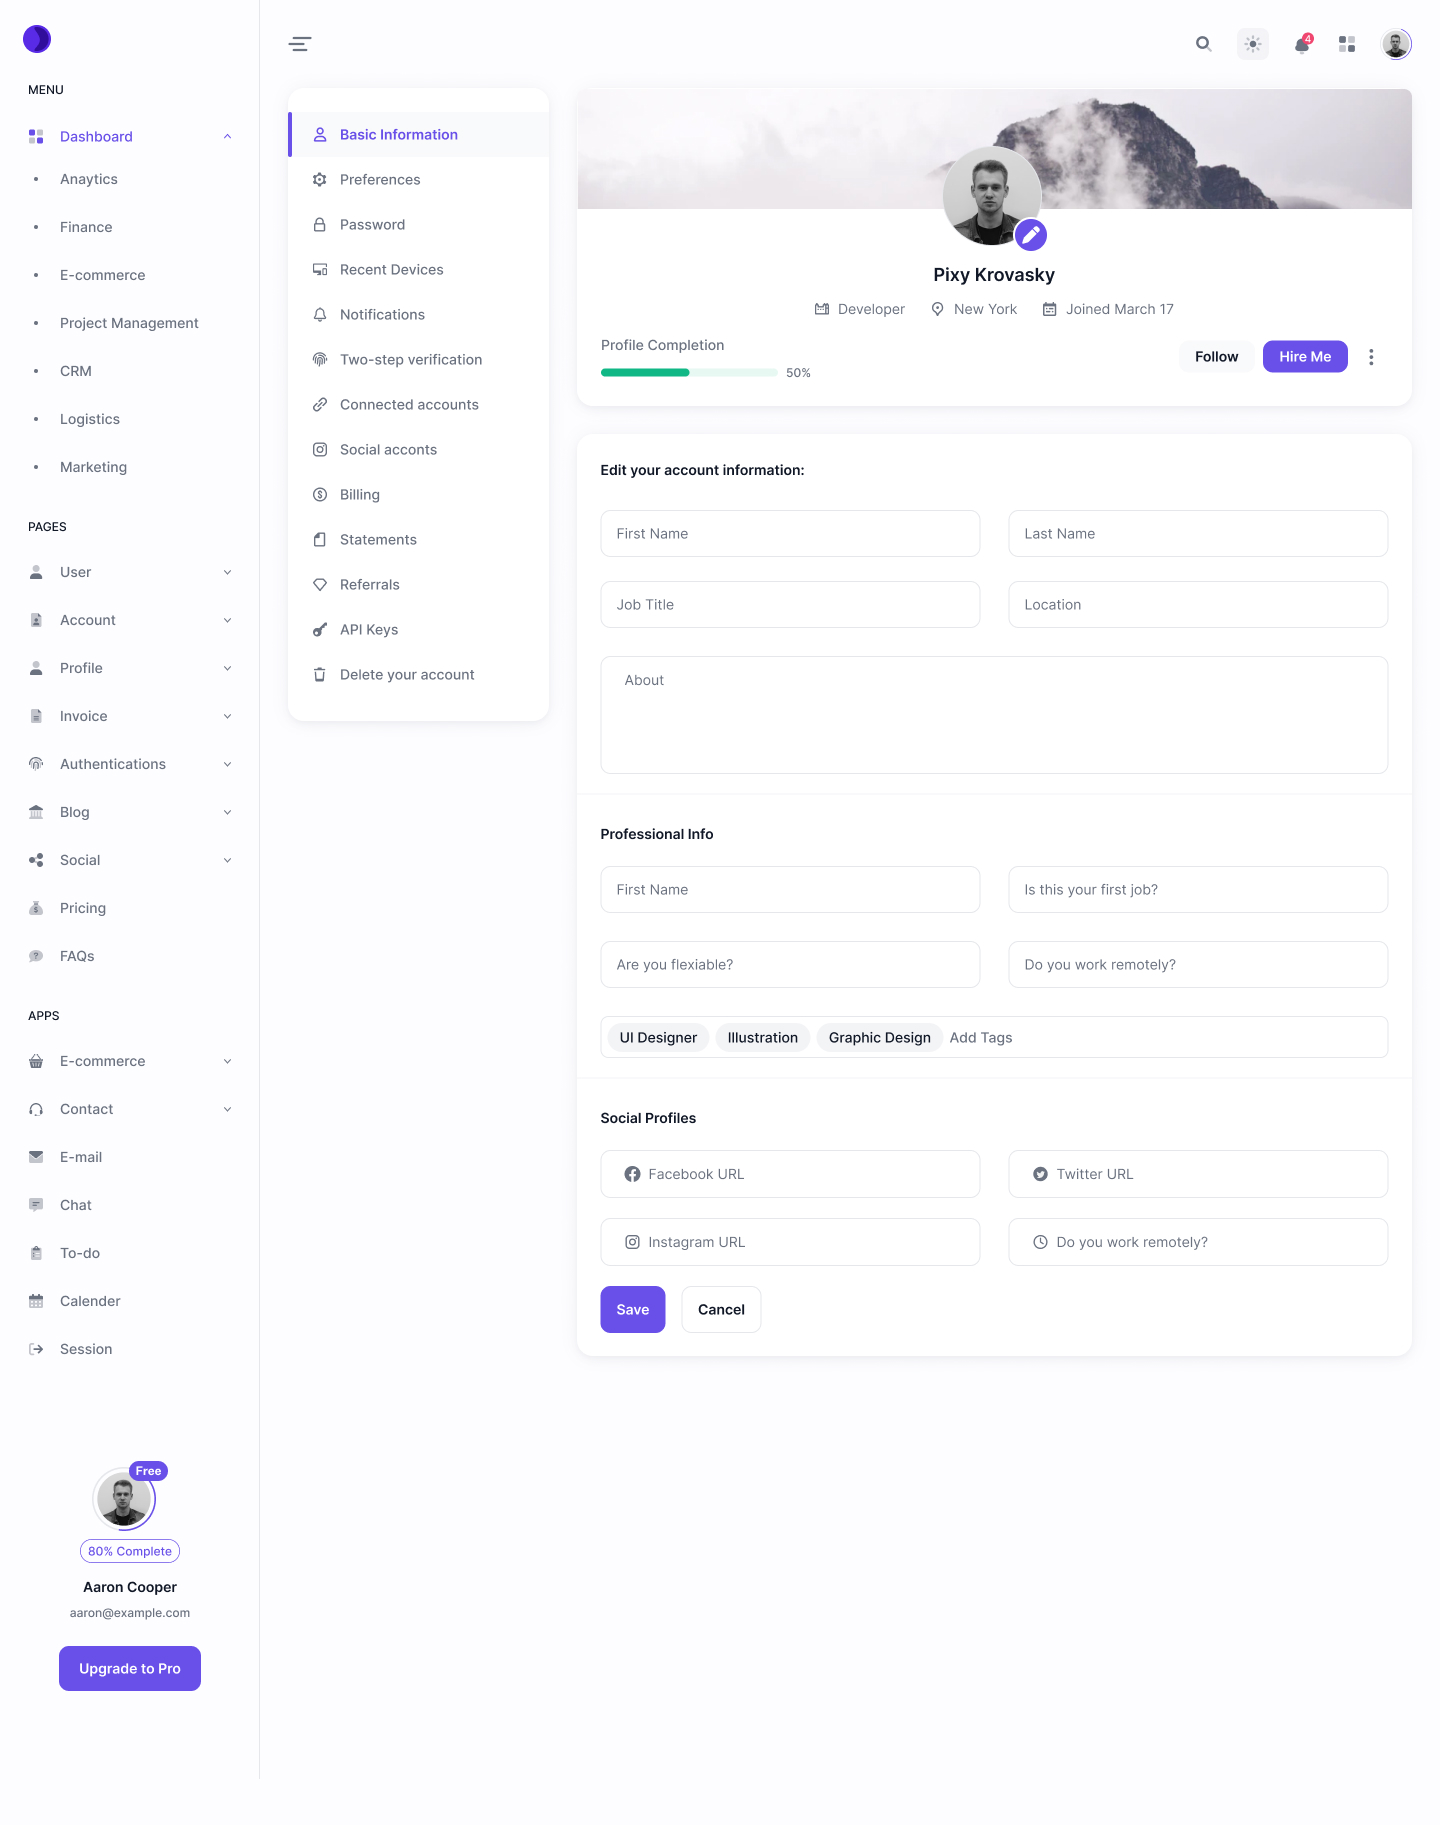 MENU
Dashboard
Anaytics
Finance
E-commerce
Project Management
CRM
Logistics
Marketing
PAGES
User
Account
Profile
Invoice
Authentications
Blog
Social
Pricing
FAQs
APPS
E-commerce
Contact
E-mail
Chat
To-do
Calender
Session
Free
80% Complete
Aaron Cooper
aaron@example.com
Upgrade to Pro
4
Basic Information
Preferences
Password
Recent Devices
Notifications
Two-step verification
Connected accounts
Social acconts
Billing
Statements
Referrals
API Keys
Delete your account
Pixy Krovasky
Developer New York Joined March 17
Profile Completion
50%
Follow Hire Me
Edit your account information:
First Name Last Name
Job Title Location
About
Professional Info
First Name Is this your first job?
Are you flexiable? Do you work remotely?
UI Designer Illustration Graphic Design Add Tags
Social Profiles
Facebook URL Twitter URL
Instagram URL Do you work remotely?
Save Cancel